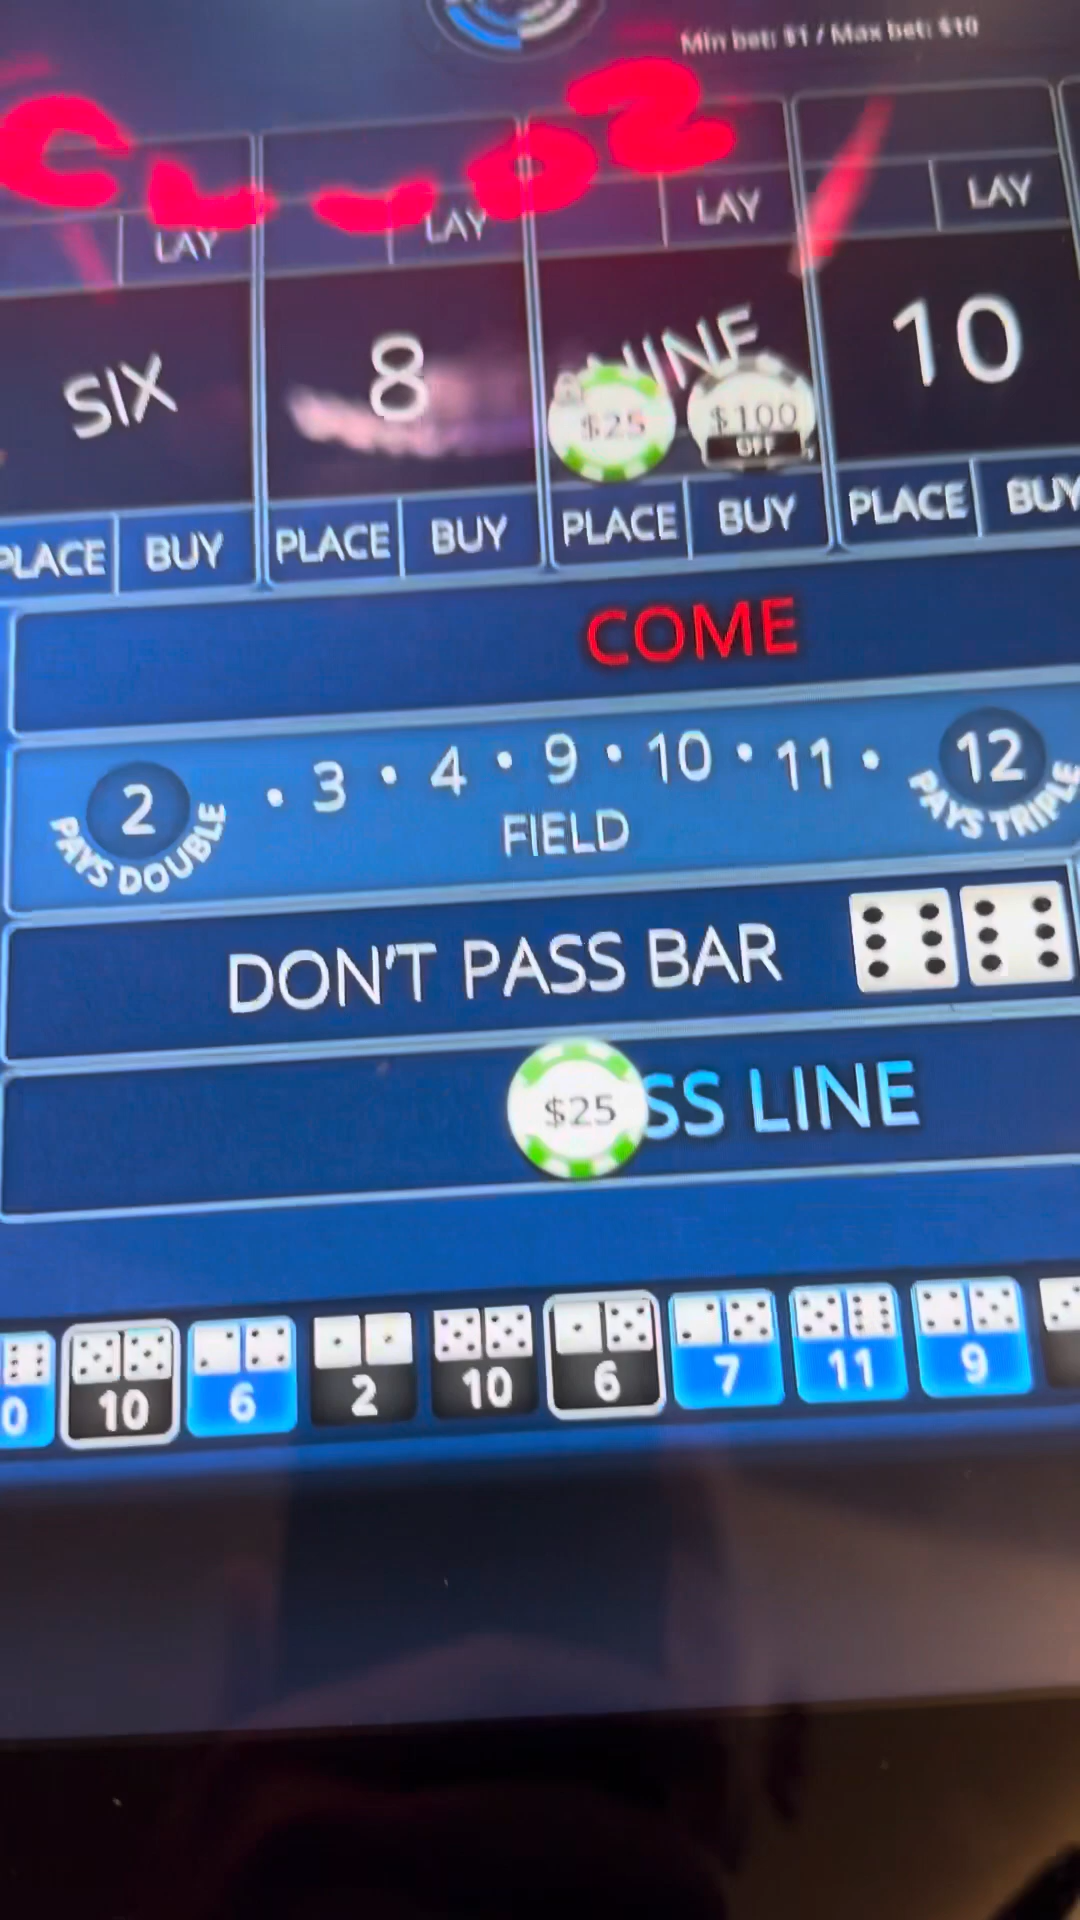 Min bet: $1 / Max bet: $10
LAY LAY LAY LAY
SIX 8 NINE 10
$25 $100
OFF
PLACE BUY PLACE BUY PLACE BUY PLACE BUY
COME
2 • 3 • 4 • 9 • 10 • 11 • 12
PAYS DOUBLE FIELD PAYS TRIPLE
DON'T PASS BAR
$25 SS LINE
0 10 6 2 10 6 7 11 9